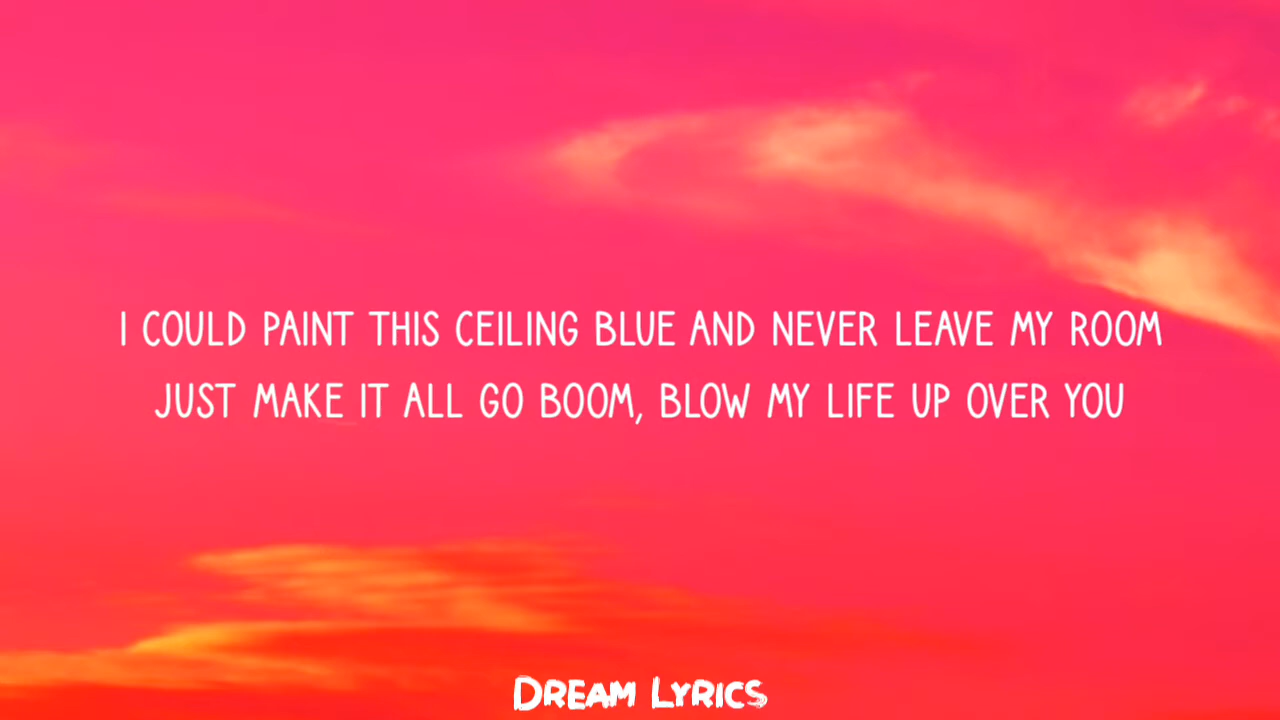 I COULD PAINT THIS CEILING BLUE AND NEVER LEAVE MY ROOM
JUST MAKE IT ALL GO BOOM, BLOW MY LIFE UP OVER YOU
DREAM LYRICS